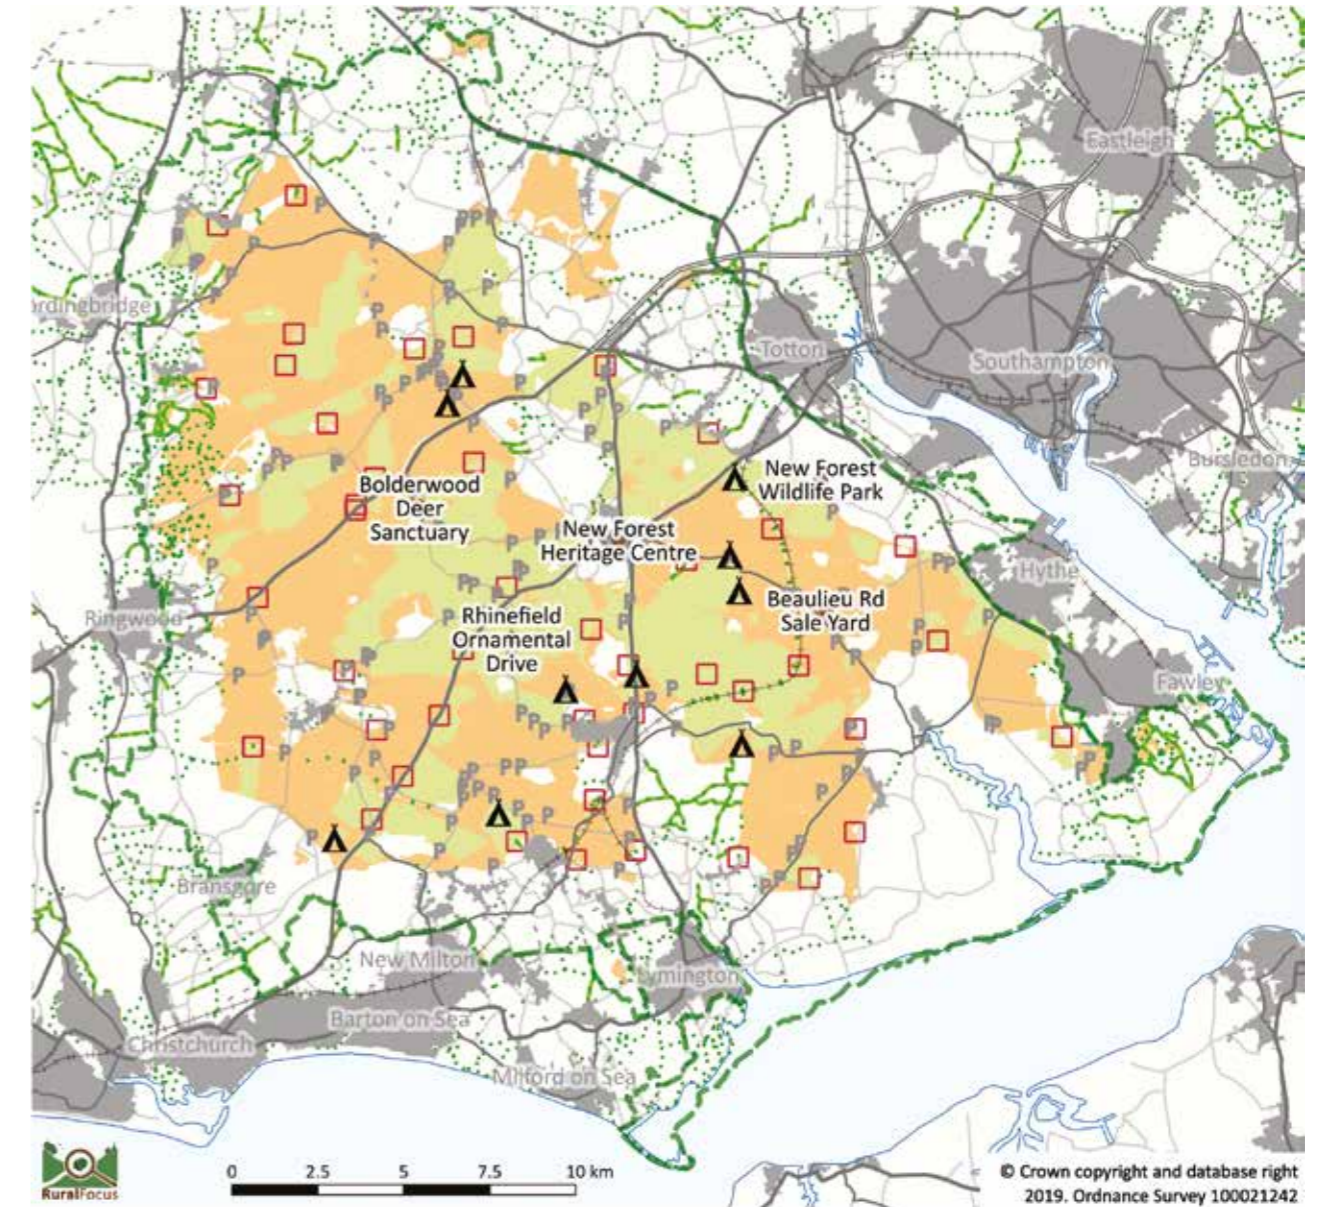 Eastleigh
ordingbridge
Totton
Southampton
Bursledon
New Forest
Wildlife Park
Bolderwood
Deer
Sanctuary
New Forest
Heritage Centre
Hythe
Beaulieu Rd
Sale Yard
Ringwood
Rhinefield
Ornamental
Drive
Fawley
Bransgore
New Milton
Lymington
Barton on Sea
Christchurch
Milford on Sea
RuralFocus
0 2.5 5 7.5 10 km
© Crown copyright and database right
2019. Ordnance Survey 100021242